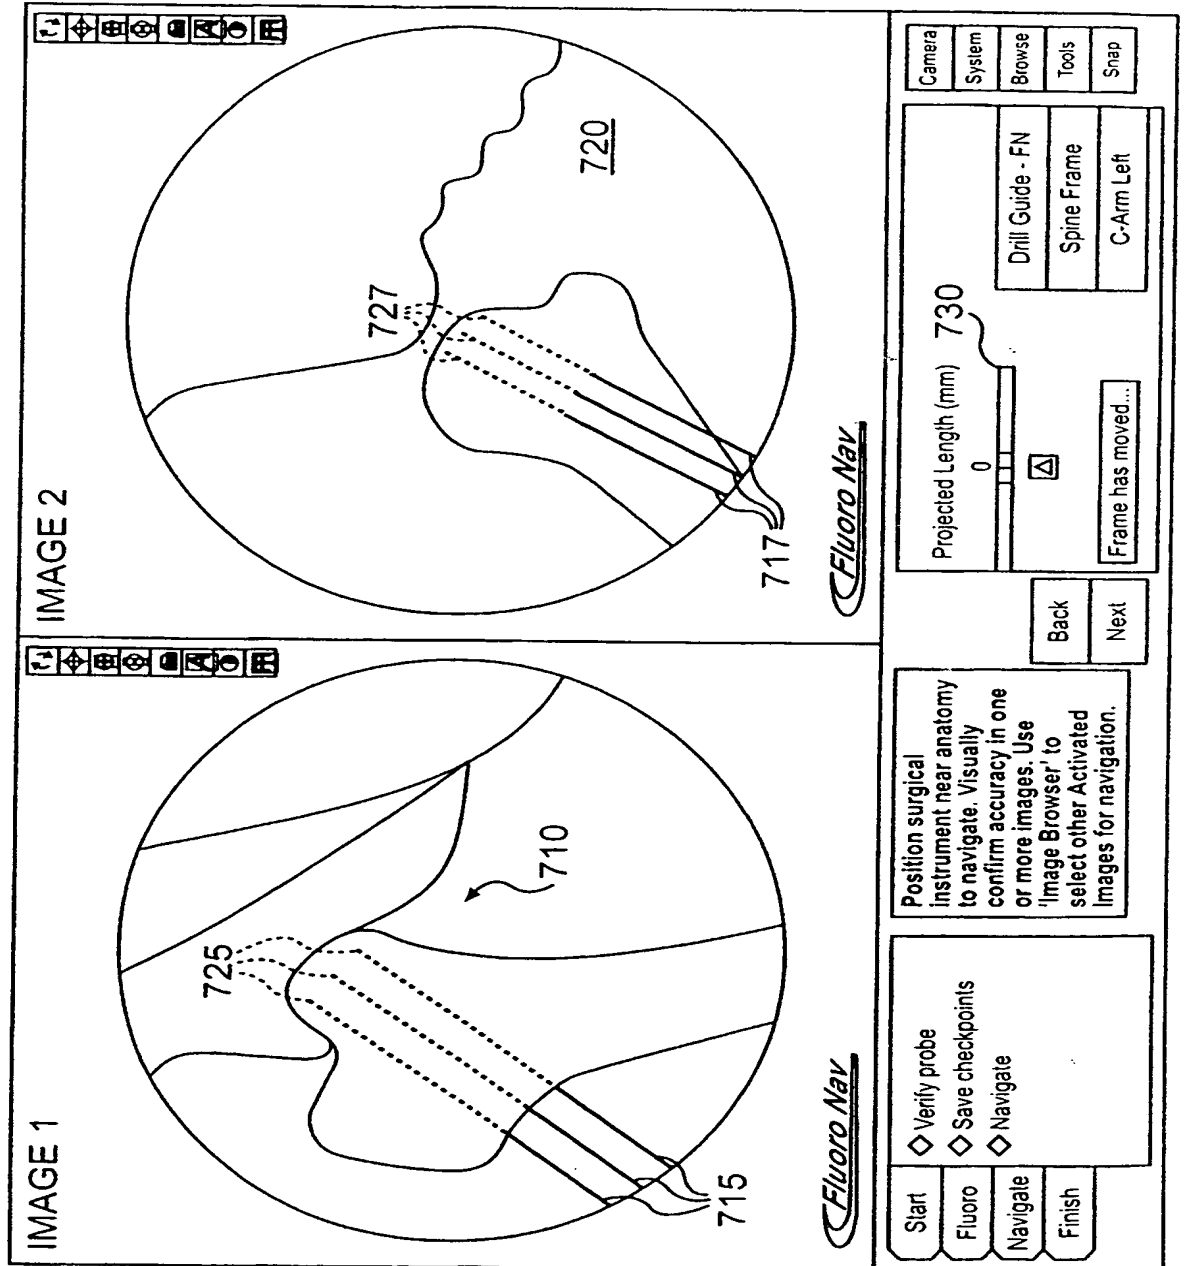 IMAGE 1
725
710
715
Fluoro Nav
IMAGE 2
727
720
717
Fluoro Nav
Start
Fluoro
Navigate
Finish
Verify probe
Save checkpoints
Navigate
Position surgical
instrument near anatomy
to navigate. Visually
confirm accuracy in one
or more images. Use
'Image Browser' to
select other Activated
Images for navigation.
Back
Next
Projected Length (mm)
730
0
Frame has moved...
Drill Guide - FN
Spine Frame
C-Arm Left
Camera
System
Browse
Tools
Snap